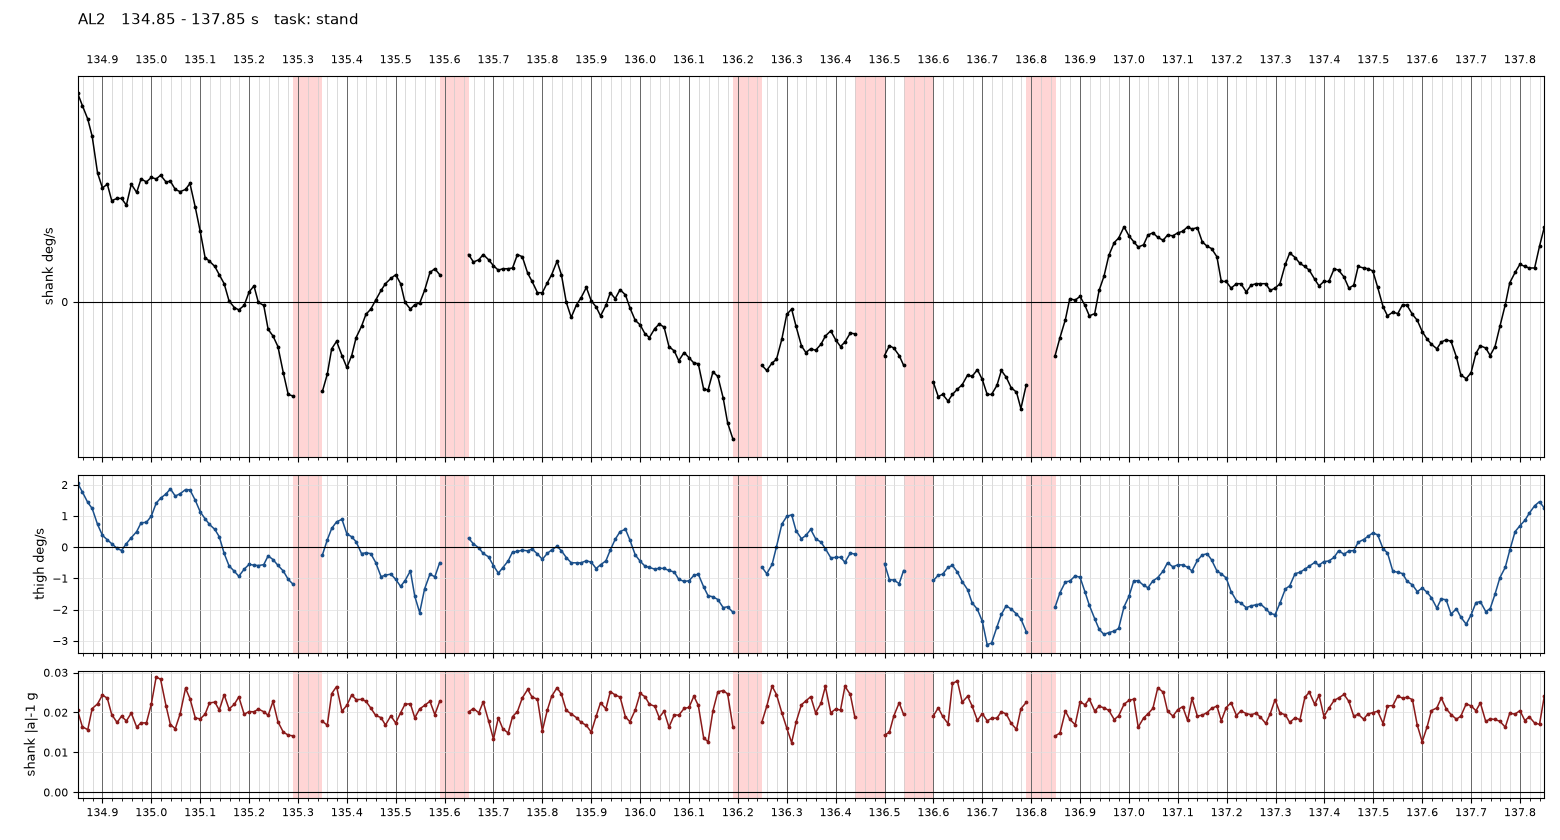 AL2   134.85 - 137.85 s   task: stand
134.9 135.0 135.1 135.2 135.3 135.4 135.5 135.6 135.7 135.8 135.9 136.0 136.1 136.2 136.3 136.4 136.5 136.6 136.7 136.8 136.9 137.0 137.1 137.2 137.3 137.4 137.5 137.6 137.7 137.8
shank deg/s
0
thigh deg/s
2
1
0
−1
−2
−3
shank |a|-1 g
0.03
0.02
0.01
0.00
134.9 135.0 135.1 135.2 135.3 135.4 135.5 135.6 135.7 135.8 135.9 136.0 136.1 136.2 136.3 136.4 136.5 136.6 136.7 136.8 136.9 137.0 137.1 137.2 137.3 137.4 137.5 137.6 137.7 137.8